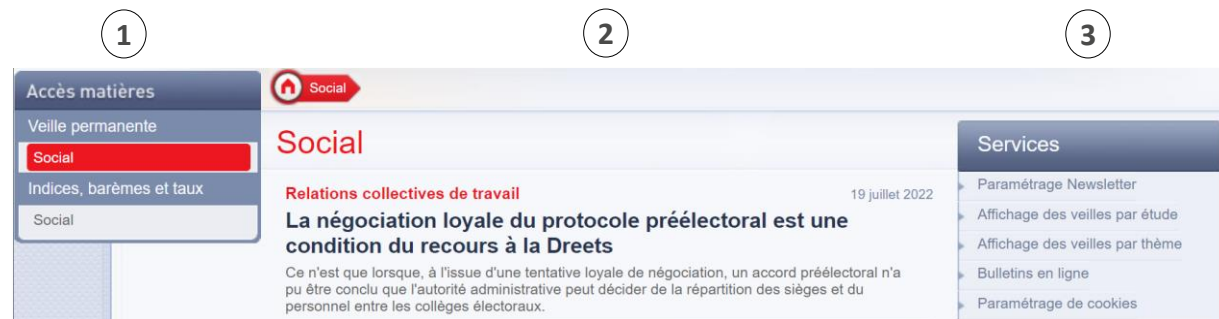 1
2
3
Accès matières
Veille permanente
Social
Indices, barèmes et taux
Social
Social
Social
Relations collectives de travail
19 juillet 2022
La négociation loyale du protocole préélectoral est une
condition du recours à la Dreets
Ce n'est que lorsque, à l'issue d'une tentative loyale de négociation, un accord préélectoral n'a
pu être conclu que l'autorité administrative peut décider de la répartition des sièges et du
personnel entre les collèges électoraux.
Services
Paramétrage Newsletter
Affichage des veilles par étude
Affichage des veilles par thème
Bulletins en ligne
Paramétrage de cookies